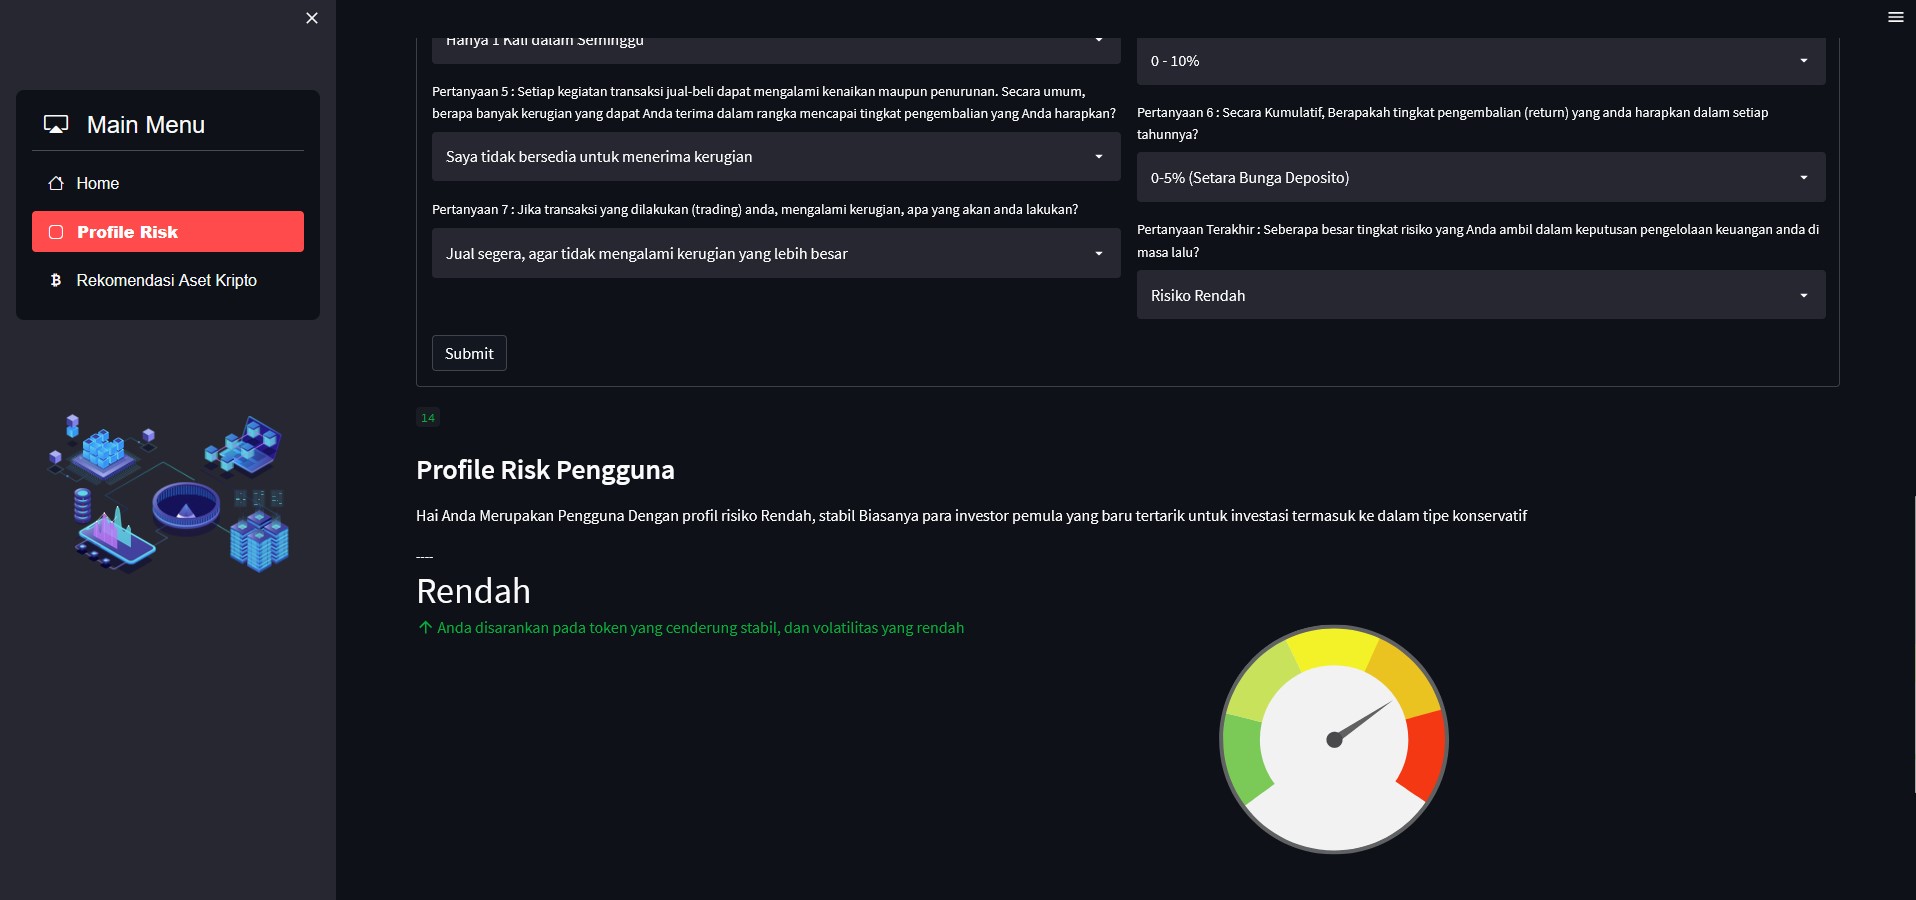 Main Menu
Home
Profile Risk
Rekomendasi Aset Kripto
Hanya 1 Kali dalam Seminggu
0 - 10%
Pertanyaan 5 : Setiap kegiatan transaksi jual-beli dapat mengalami kenaikan maupun penurunan. Secara umum,
berapa banyak kerugian yang dapat Anda terima dalam rangka mencapai tingkat pengembalian yang Anda harapkan?
Saya tidak bersedia untuk menerima kerugian
Pertanyaan 6 : Secara Kumulatif, Berapakah tingkat pengembalian (return) yang anda harapkan dalam setiap
tahunnya?
0-5% (Setara Bunga Deposito)
Pertanyaan 7 : Jika transaksi yang dilakukan (trading) anda, mengalami kerugian, apa yang akan anda lakukan?
Jual segera, agar tidak mengalami kerugian yang lebih besar
Pertanyaan Terakhir : Seberapa besar tingkat risiko yang Anda ambil dalam keputusan pengelolaan keuangan anda di
masa lalu?
Risiko Rendah
Submit
14
Profile Risk Pengguna
Hai Anda Merupakan Pengguna Dengan profil risiko Rendah, stabil Biasanya para investor pemula yang baru tertarik untuk investasi termasuk ke dalam tipe konservatif
----
Rendah
Anda disarankan pada token yang cenderung stabil, dan volatilitas yang rendah